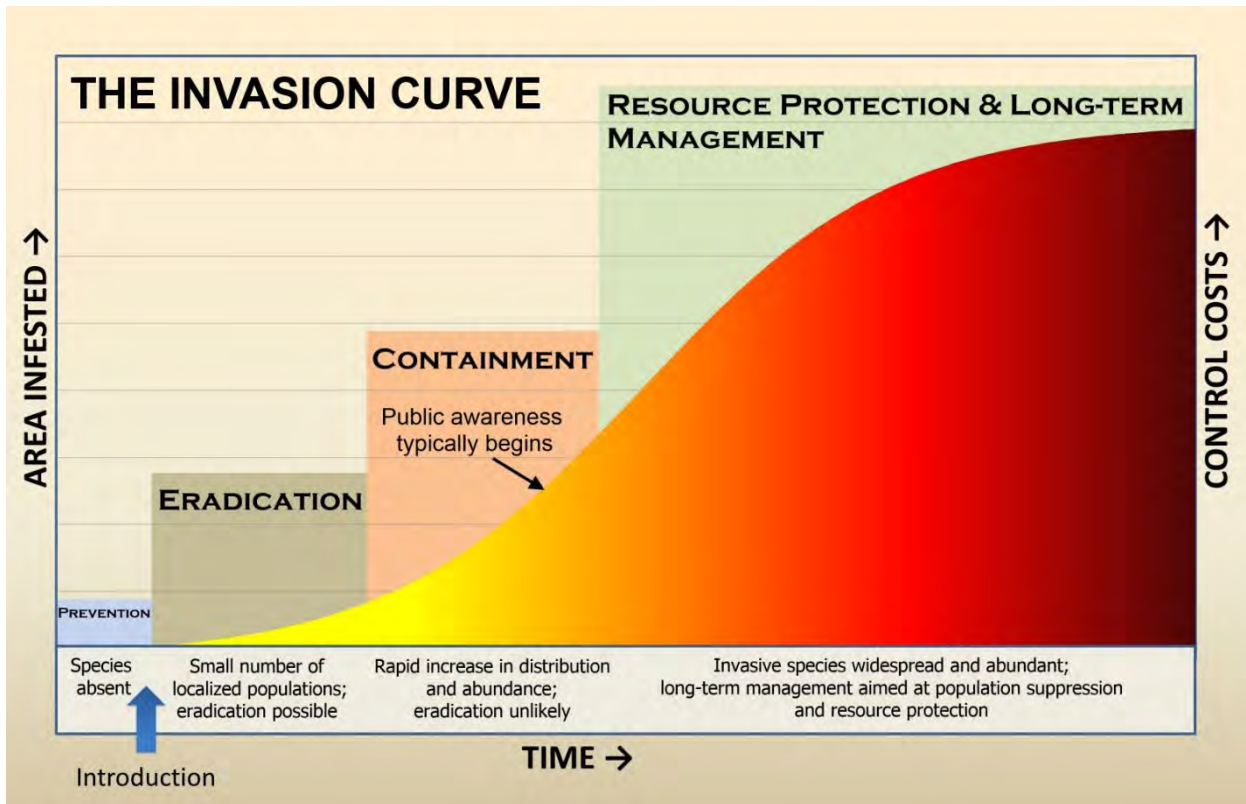 THE INVASION CURVE
RESOURCE PROTECTION & LONG-TERM
MANAGEMENT
AREA INFESTED →
CONTROL COSTS →
CONTAINMENT
Public awareness
typically begins
ERADICATION
PREVENTION
Species
absent
Small number of
localized populations;
eradication possible
Rapid increase in distribution
and abundance;
eradication unlikely
Invasive species widespread and abundant;
long-term management aimed at population suppression
and resource protection
TIME →
Introduction